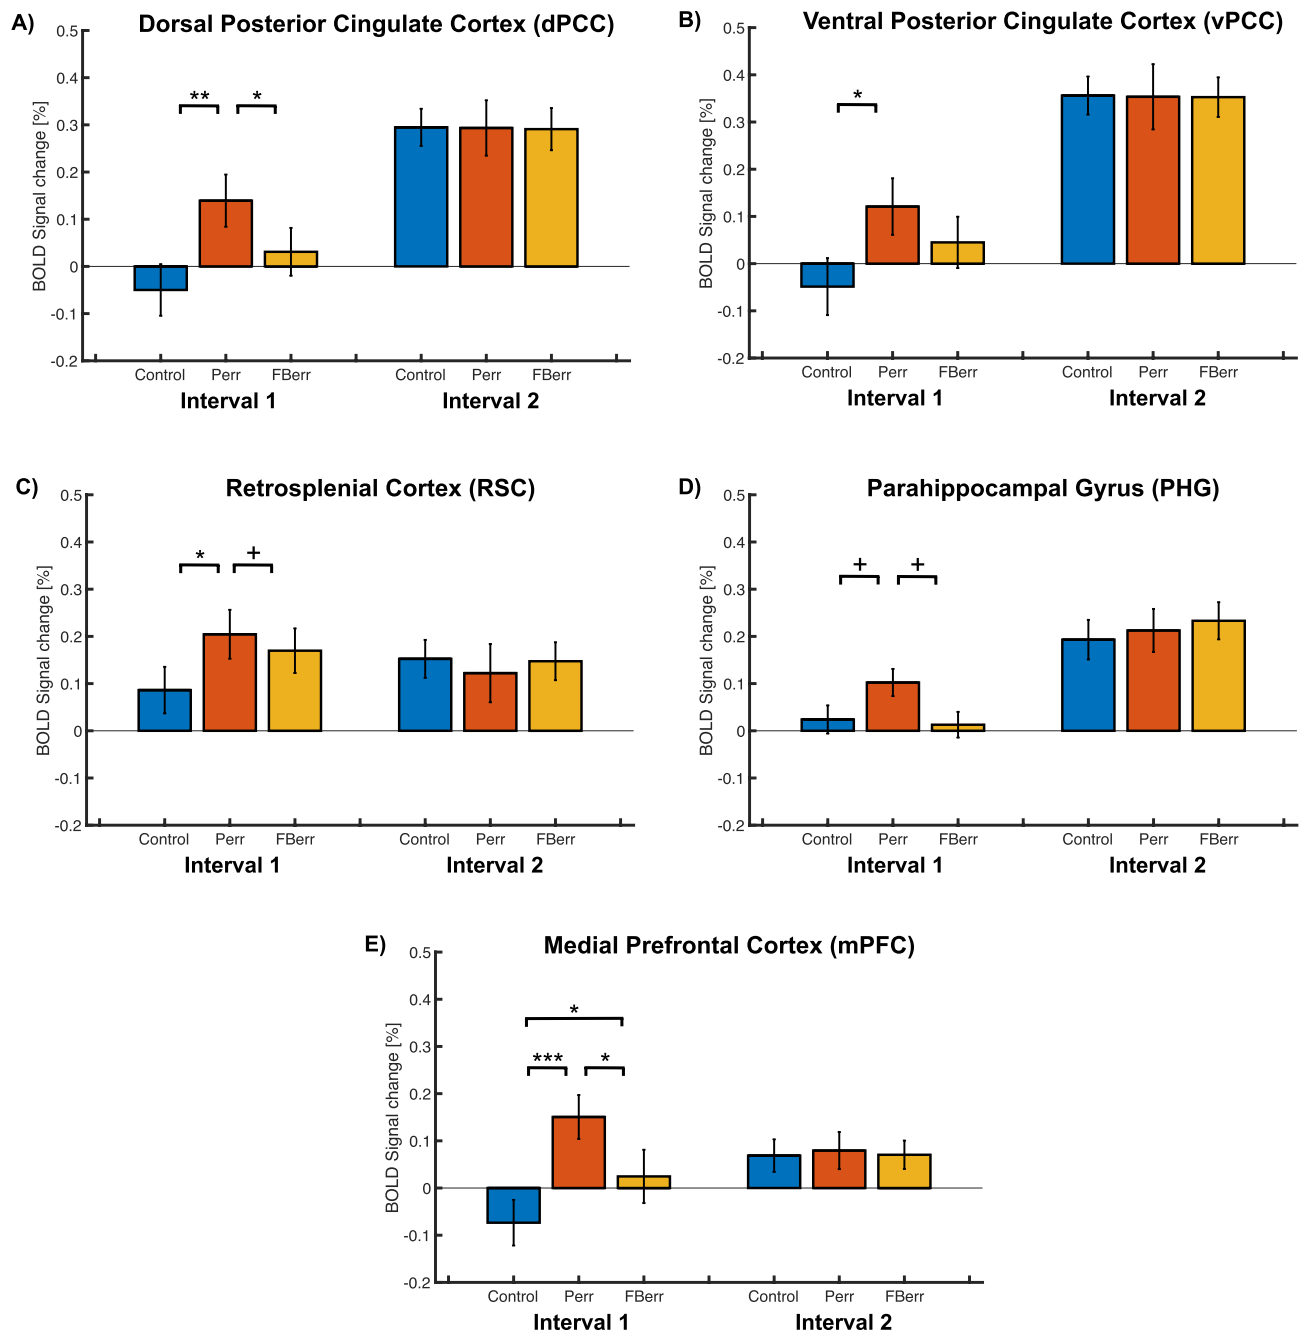 A)
Dorsal Posterior Cingulate Cortex (dPCC)
BOLD Signal change [%]
0.5
0.4
0.3
0.2
0.1
0
-0.1
-0.2
** *
Control Perr FBerr Control Perr FBerr
Interval 1 Interval 2
B)
Ventral Posterior Cingulate Cortex (vPCC)
BOLD Signal change [%]
0.5
0.4
0.3
0.2
0.1
0
-0.1
-0.2
*
Control Perr FBerr Control Perr FBerr
Interval 1 Interval 2
C)
Retrosplenial Cortex (RSC)
BOLD Signal change [%]
0.5
0.4
0.3
0.2
0.1
0
-0.1
-0.2
* +
Control Perr FBerr Control Perr FBerr
Interval 1 Interval 2
D)
Parahippocampal Gyrus (PHG)
BOLD Signal change [%]
0.5
0.4
0.3
0.2
0.1
0
-0.1
-0.2
+ +
Control Perr FBerr Control Perr FBerr
Interval 1 Interval 2
E)
Medial Prefrontal Cortex (mPFC)
BOLD Signal change [%]
0.5
0.4
0.3
0.2
0.1
0
-0.1
-0.2
*
*** *
Control Perr FBerr Control Perr FBerr
Interval 1 Interval 2